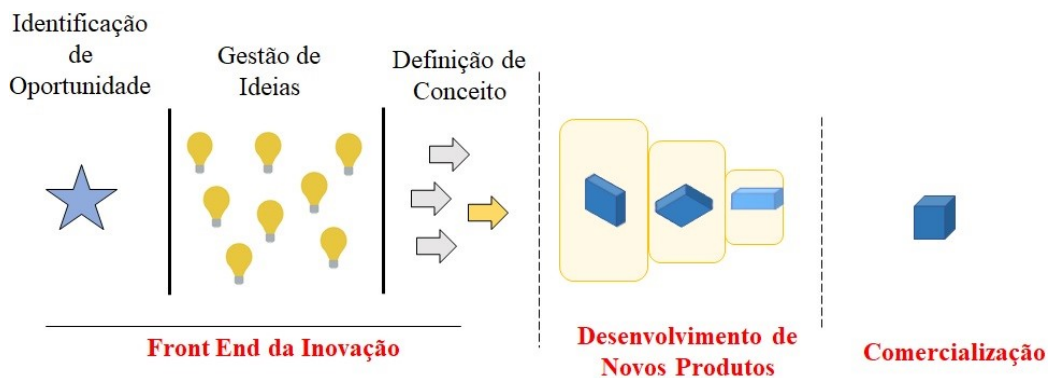 Identificação
de
Oportunidade
Gestão de
Ideias
Definição de
Conceito
Front End da Inovação
Desenvolvimento de
Novos Produtos
Comercialização